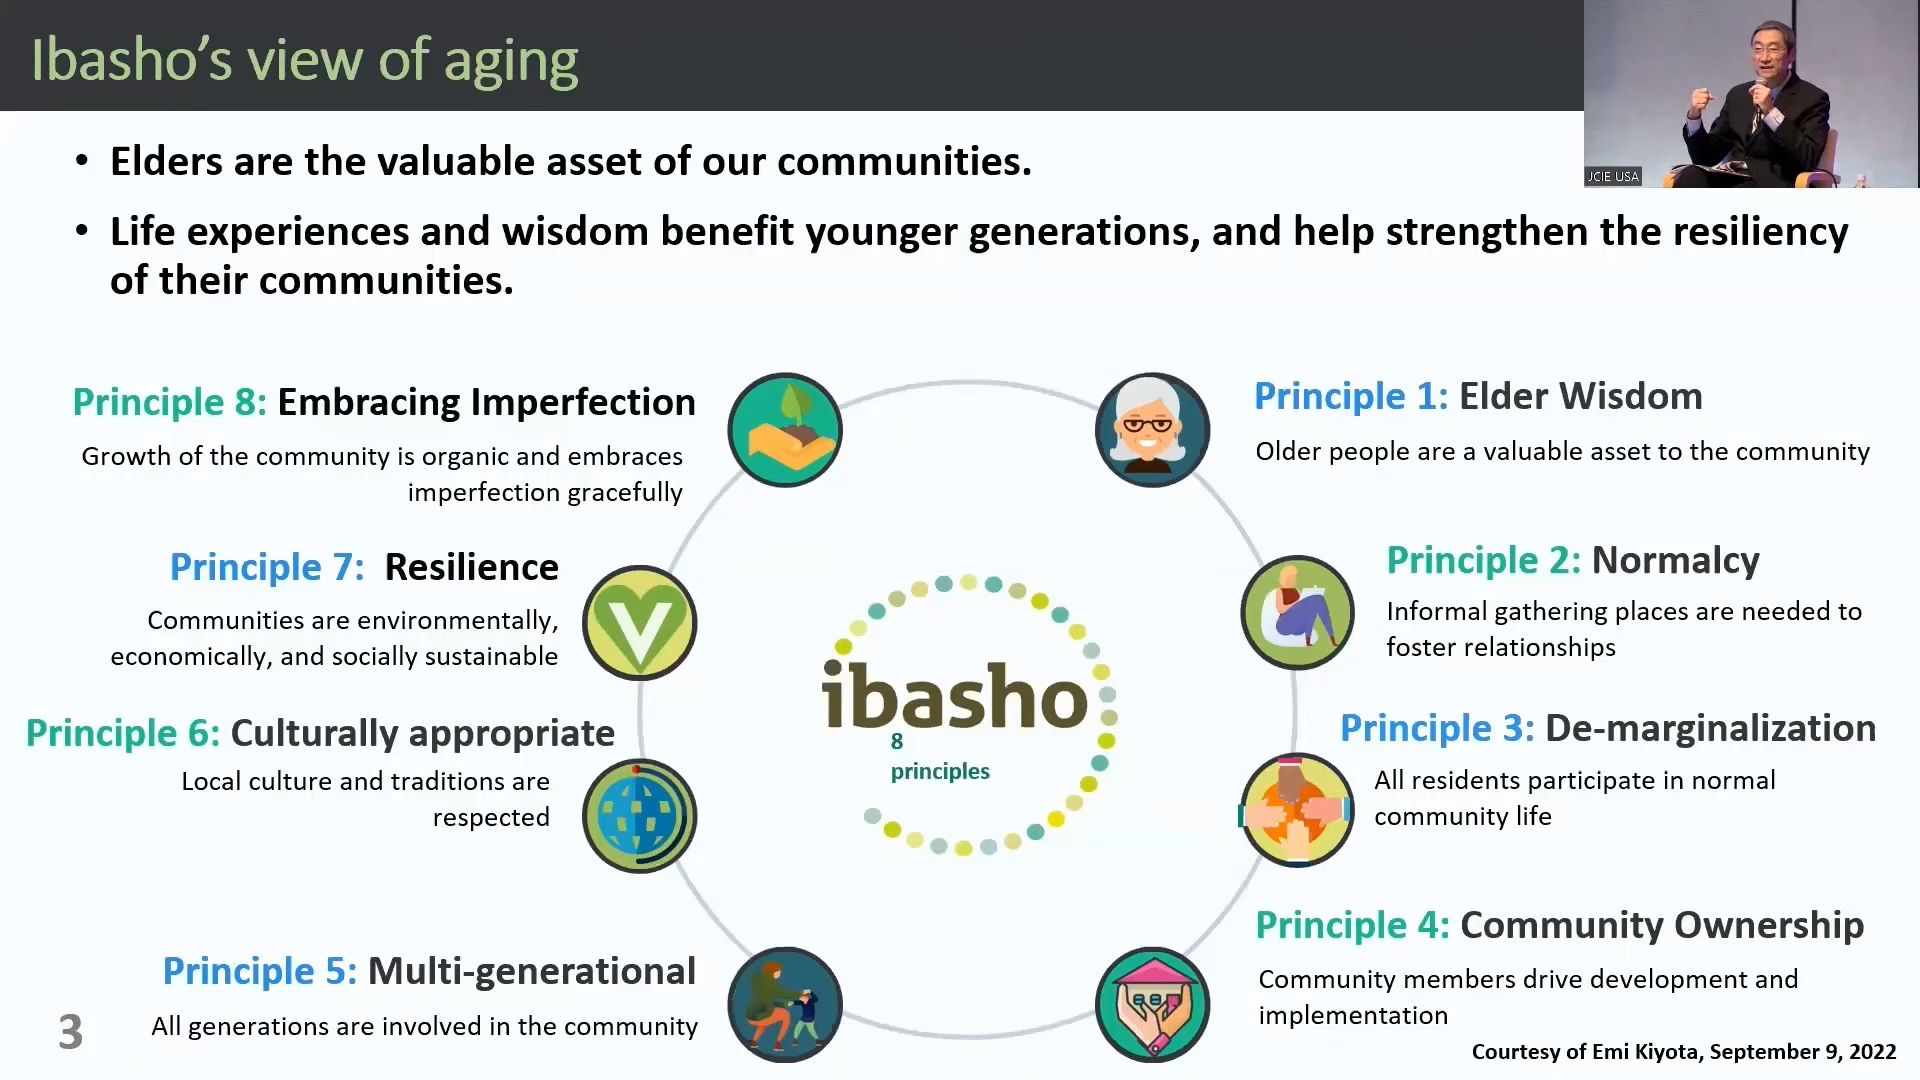 Ibasho's view of aging
JCIE USA
• Elders are the valuable asset of our communities.
• Life experiences and wisdom benefit younger generations, and help strengthen the resiliency
of their communities.
Principle 8: Embracing Imperfection
Growth of the community is organic and embraces
imperfection gracefully
Principle 1: Elder Wisdom
Older people are a valuable asset to the community
Principle 7: Resilience
Communities are environmentally,
economically, and socially sustainable
Principle 2: Normalcy
Informal gathering places are needed to
foster relationships
ibasho
8
principles
Principle 6: Culturally appropriate
Local culture and traditions are
respected
Principle 3: De-marginalization
All residents participate in normal
community life
Principle 5: Multi-generational
All generations are involved in the community
Principle 4: Community Ownership
Community members drive development and
implementation
3
Courtesy of Emi Kiyota, September 9, 2022